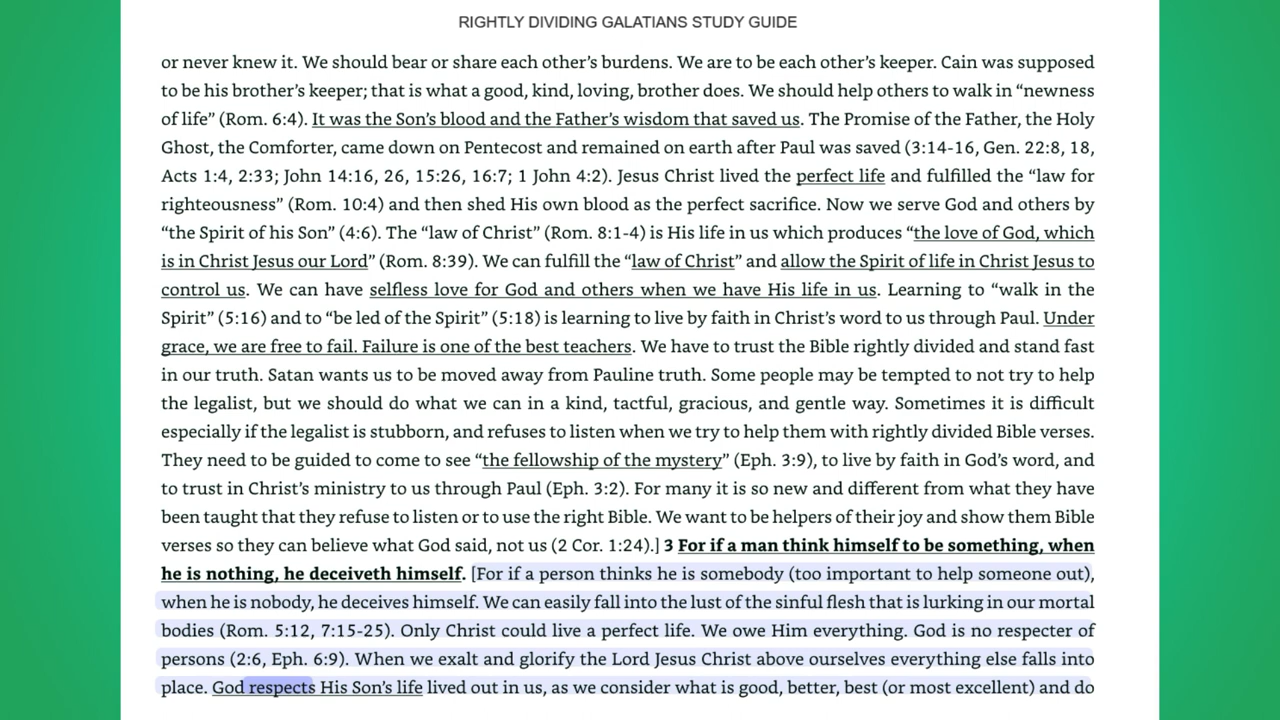 RIGHTLY DIVIDING GALATIANS STUDY GUIDE
or never knew it. We should bear or share each other’s burdens. We are to be each other’s keeper. Cain was supposed
to be his brother’s keeper; that is what a good, kind, loving, brother does. We should help others to walk in “newness
of life” (Rom. 6:4). It was the Son’s blood and the Father’s wisdom that saved us. The Promise of the Father, the Holy
Ghost, the Comforter, came down on Pentecost and remained on earth after Paul was saved (3:14-16, Gen. 22:8, 18,
Acts 1:4, 2:33; John 14:16, 26, 15:26, 16:7; 1 John 4:2). Jesus Christ lived the perfect life and fulfilled the “law for
righteousness” (Rom. 10:4) and then shed His own blood as the perfect sacrifice. Now we serve God and others by
“the Spirit of his Son” (4:6). The “law of Christ” (Rom. 8:1-4) is His life in us which produces “the love of God, which
is in Christ Jesus our Lord” (Rom. 8:39). We can fulfill the “law of Christ” and allow the Spirit of life in Christ Jesus to
control us. We can have selfless love for God and others when we have His life in us. Learning to “walk in the
Spirit” (5:16) and to “be led of the Spirit” (5:18) is learning to live by faith in Christ’s word to us through Paul. Under
grace, we are free to fail. Failure is one of the best teachers. We have to trust the Bible rightly divided and stand fast
in our truth. Satan wants us to be moved away from Pauline truth. Some people may be tempted to not try to help
the legalist, but we should do what we can in a kind, tactful, gracious, and gentle way. Sometimes it is difficult
especially if the legalist is stubborn, and refuses to listen when we try to help them with rightly divided Bible verses.
They need to be guided to come to see “the fellowship of the mystery” (Eph. 3:9), to live by faith in God’s word, and
to trust in Christ’s ministry to us through Paul (Eph. 3:2). For many it is so new and different from what they have
been taught that they refuse to listen or to use the right Bible. We want to be helpers of their joy and show them Bible
verses so they can believe what God said, not us (2 Cor. 1:24).] 3 For if a man think himself to be something, when
he is nothing, he deceiveth himself. [For if a person thinks he is somebody (too important to help someone out),
when he is nobody, he deceives himself. We can easily fall into the lust of the sinful flesh that is lurking in our mortal
bodies (Rom. 5:12, 7:15-25). Only Christ could live a perfect life. We owe Him everything. God is no respecter of
persons (2:6, Eph. 6:9). When we exalt and glorify the Lord Jesus Christ above ourselves everything else falls into
place. God respects His Son’s life lived out in us, as we consider what is good, better, best (or most excellent) and do